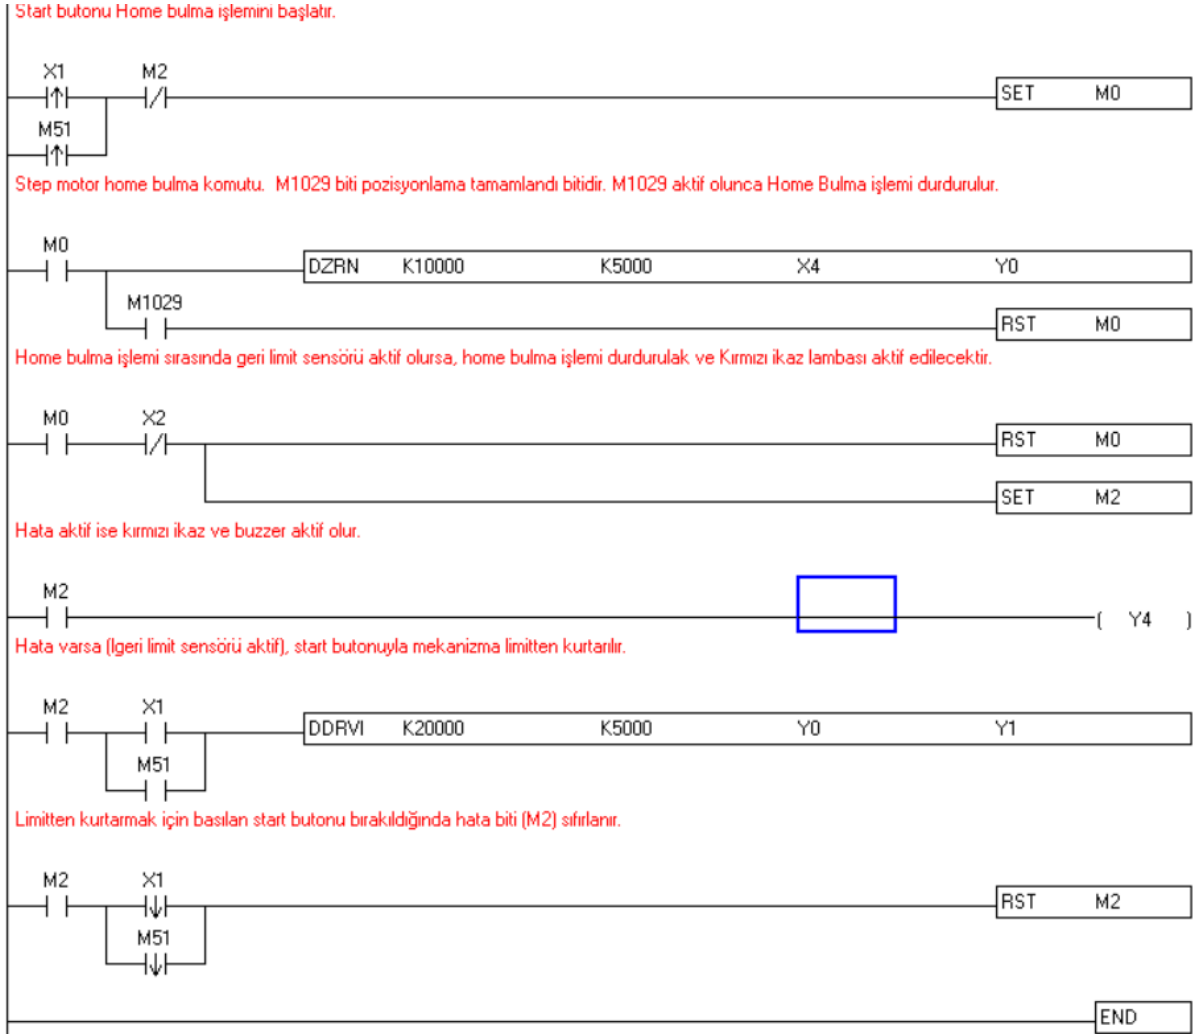 Start butonu Home bulma işlemini başlatır.
X1 M2
SET M0
M51
Step motor home bulma komutu. M1029 biti pozisyonlama tamamlandı bitidir. M1029 aktif olunca Home Bulma işlemi durdurulur.
M0
DZRN K10000 K5000 X4 Y0
M1029
RST M0
Home bulma işlemi sırasında geri limit sensörü aktif olursa, home bulma işlemi durdurulak ve Kırmızı ikaz lambası aktif edilecektir.
M0 X2
RST M0
SET M2
Hata aktif ise kırmızı ikaz ve buzzer aktif olur.
M2
( Y4 )
Hata varsa (Igeri limit sensörü aktif), start butonuyla mekanizma limitten kurtarılır.
M2 X1
DDRVI K20000 K5000 Y0 Y1
M51
Limitten kurtarmak için basılan start butonu bırakıldığında hata biti (M2) sıfırlanır.
M2 X1
RST M2
M51
END